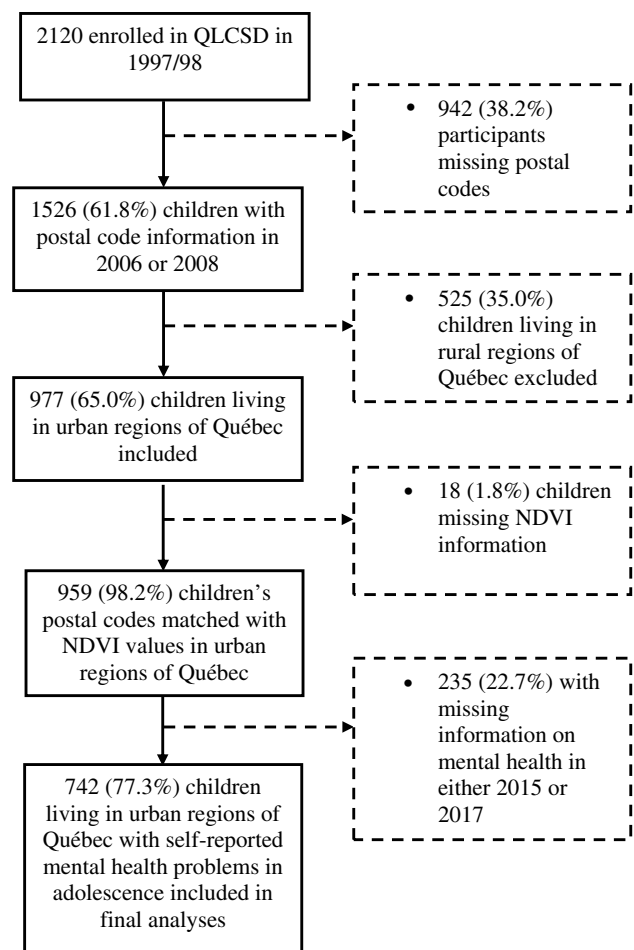 2120 enrolled in QLCSD in
1997/98
• 942 (38.2%)
participants
missing postal
codes
1526 (61.8%) children with
postal code information in
2006 or 2008
• 525 (35.0%)
children living in
rural regions of
Québec excluded
977 (65.0%) children living
in urban regions of Québec
included
• 18 (1.8%) children
missing NDVI
information
959 (98.2%) children’s
postal codes matched with
NDVI values in urban
regions of Québec
• 235 (22.7%) with
missing
information on
mental health in
either 2015 or
2017
742 (77.3%) children
living in urban regions of
Québec with self-reported
mental health problems in
adolescence included in
final analyses